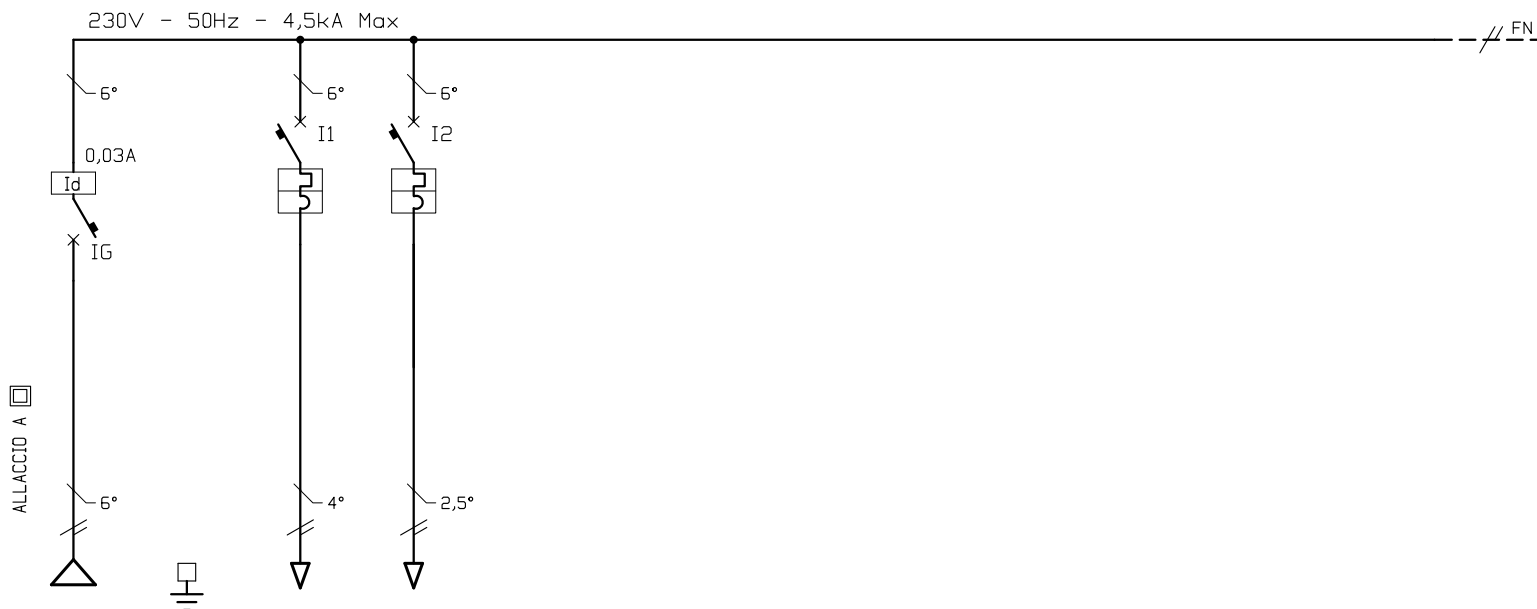 230V - 50Hz - 4,5kA Max
FN
6°
6°
6°
0,03A
I1
I2
Id
IG
ALLACCIO A
6°
4°
2,5°